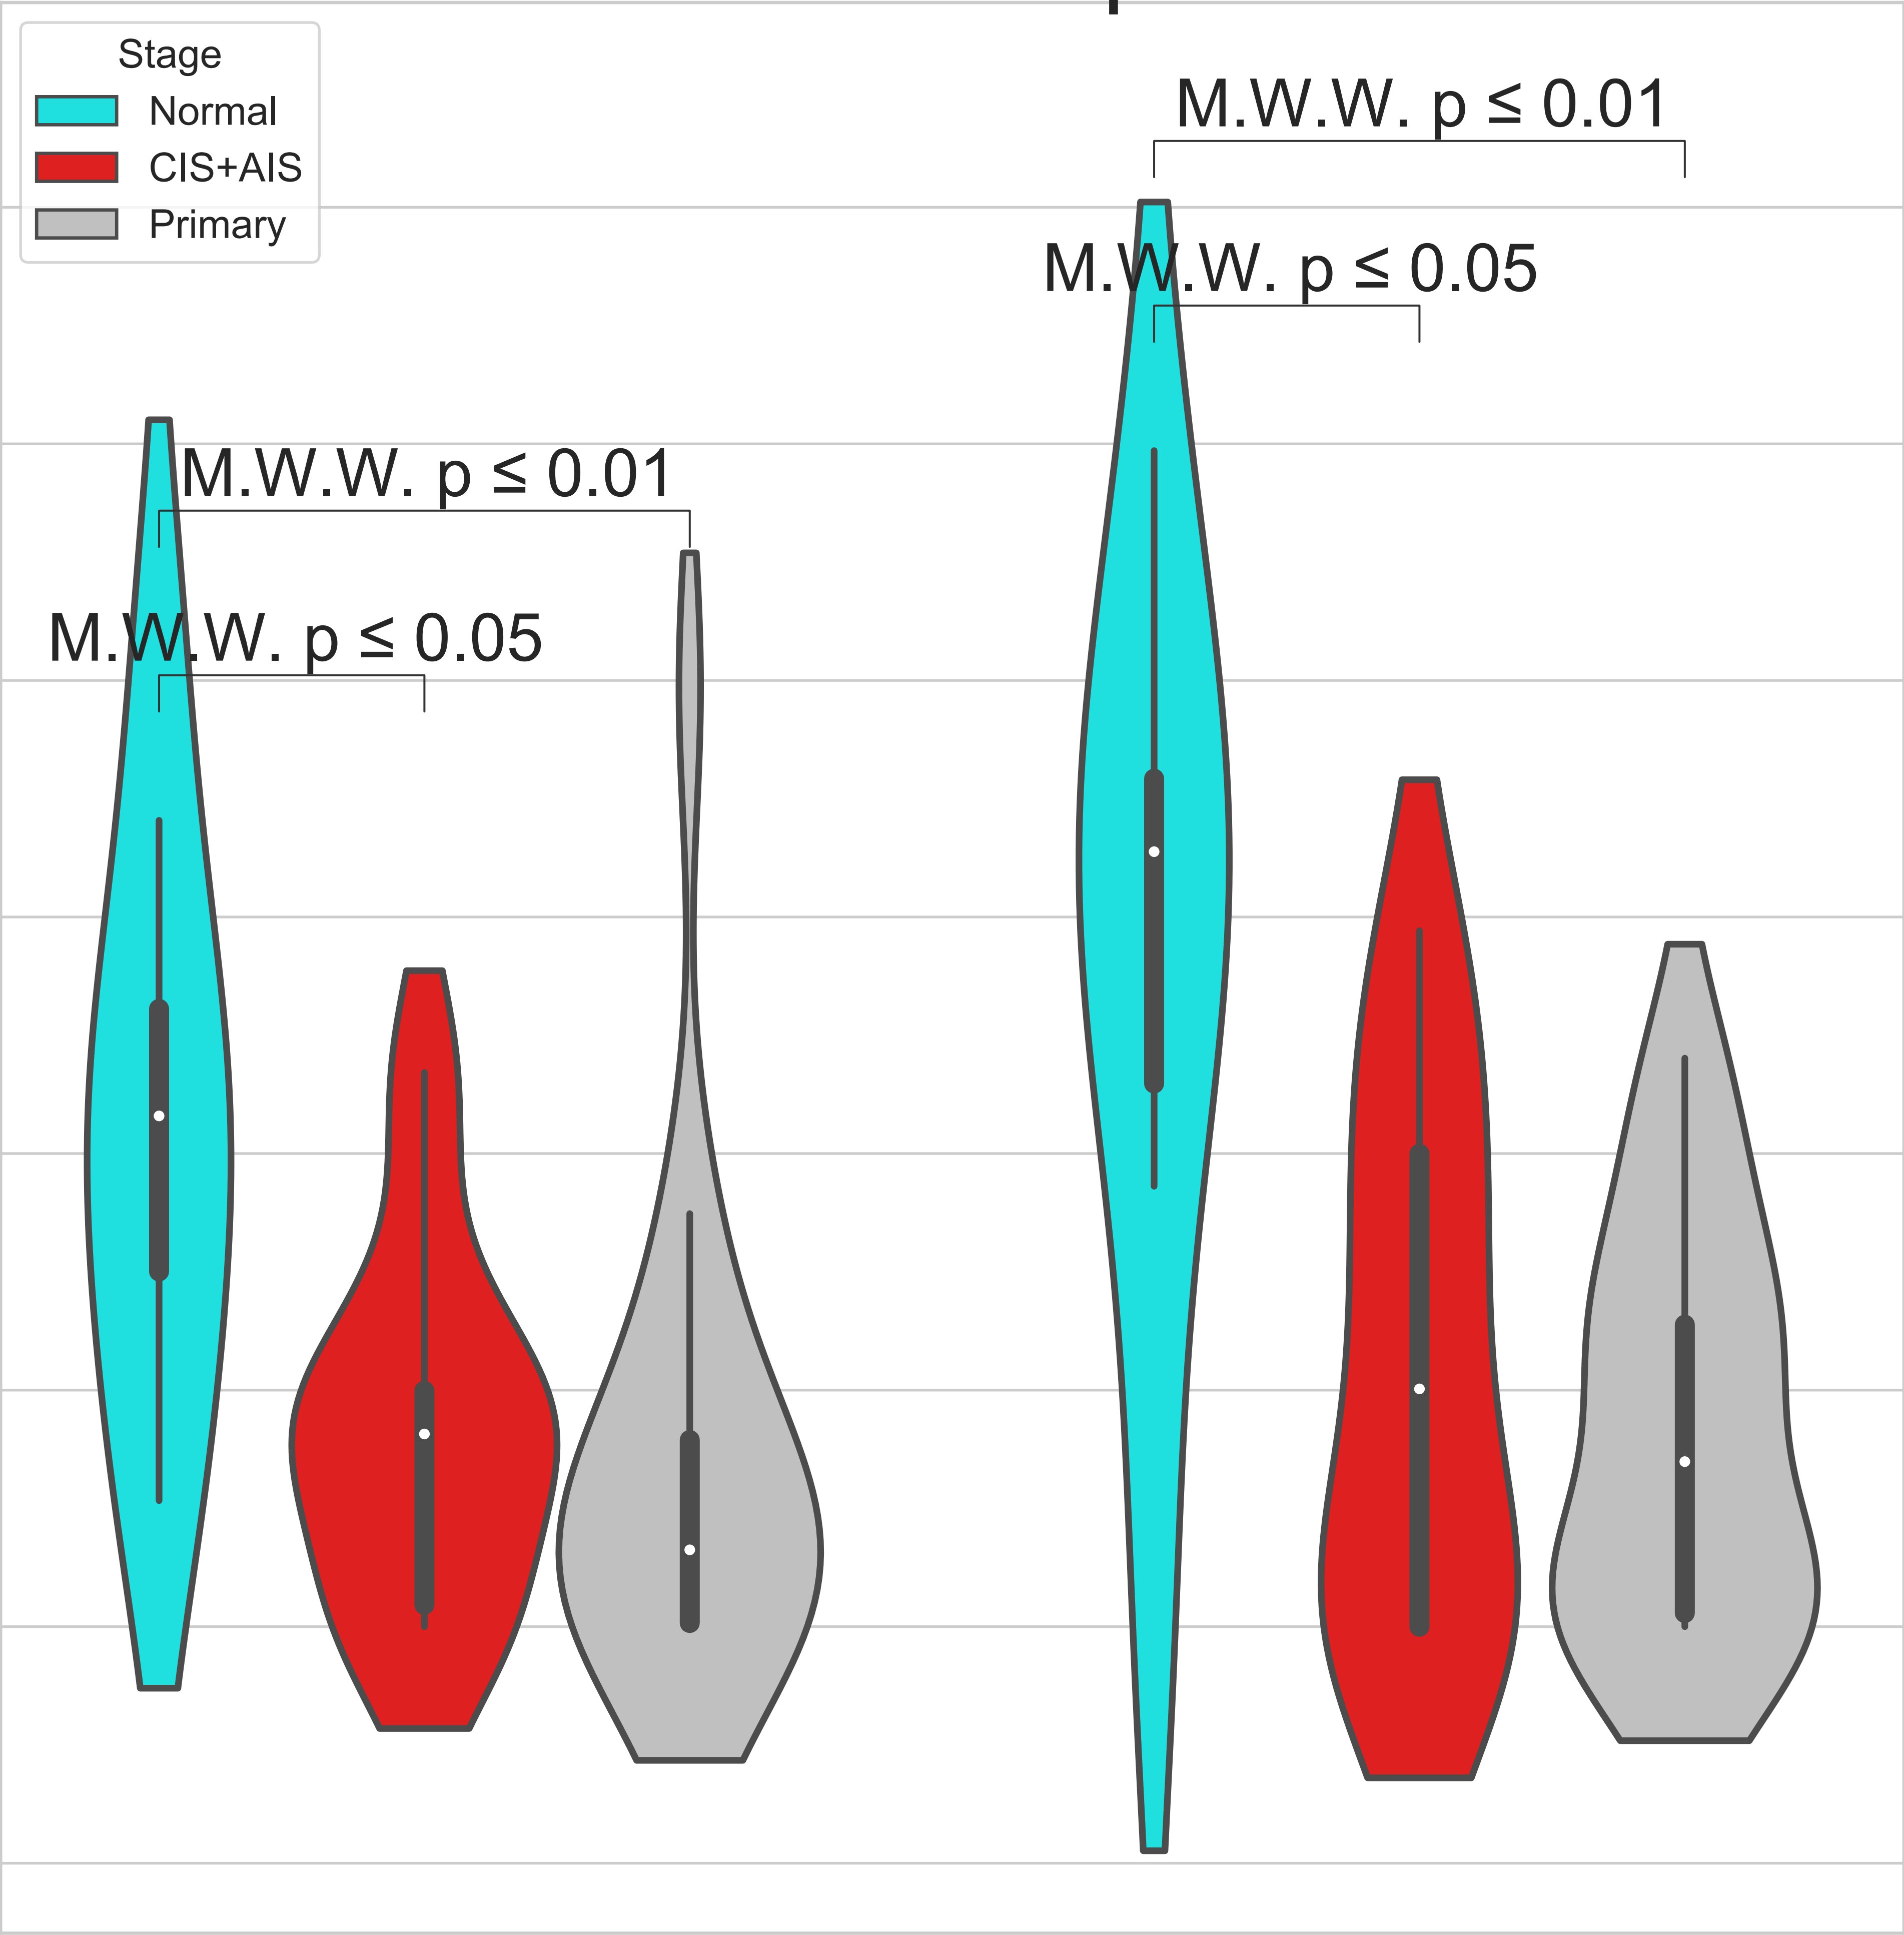 Stage
Normal
CIS+AIS
Primary
M.W.W. p ≤ 0.01
M.W.W. p ≤ 0.05
M.W.W. p ≤ 0.01
M.W.W. p ≤ 0.05